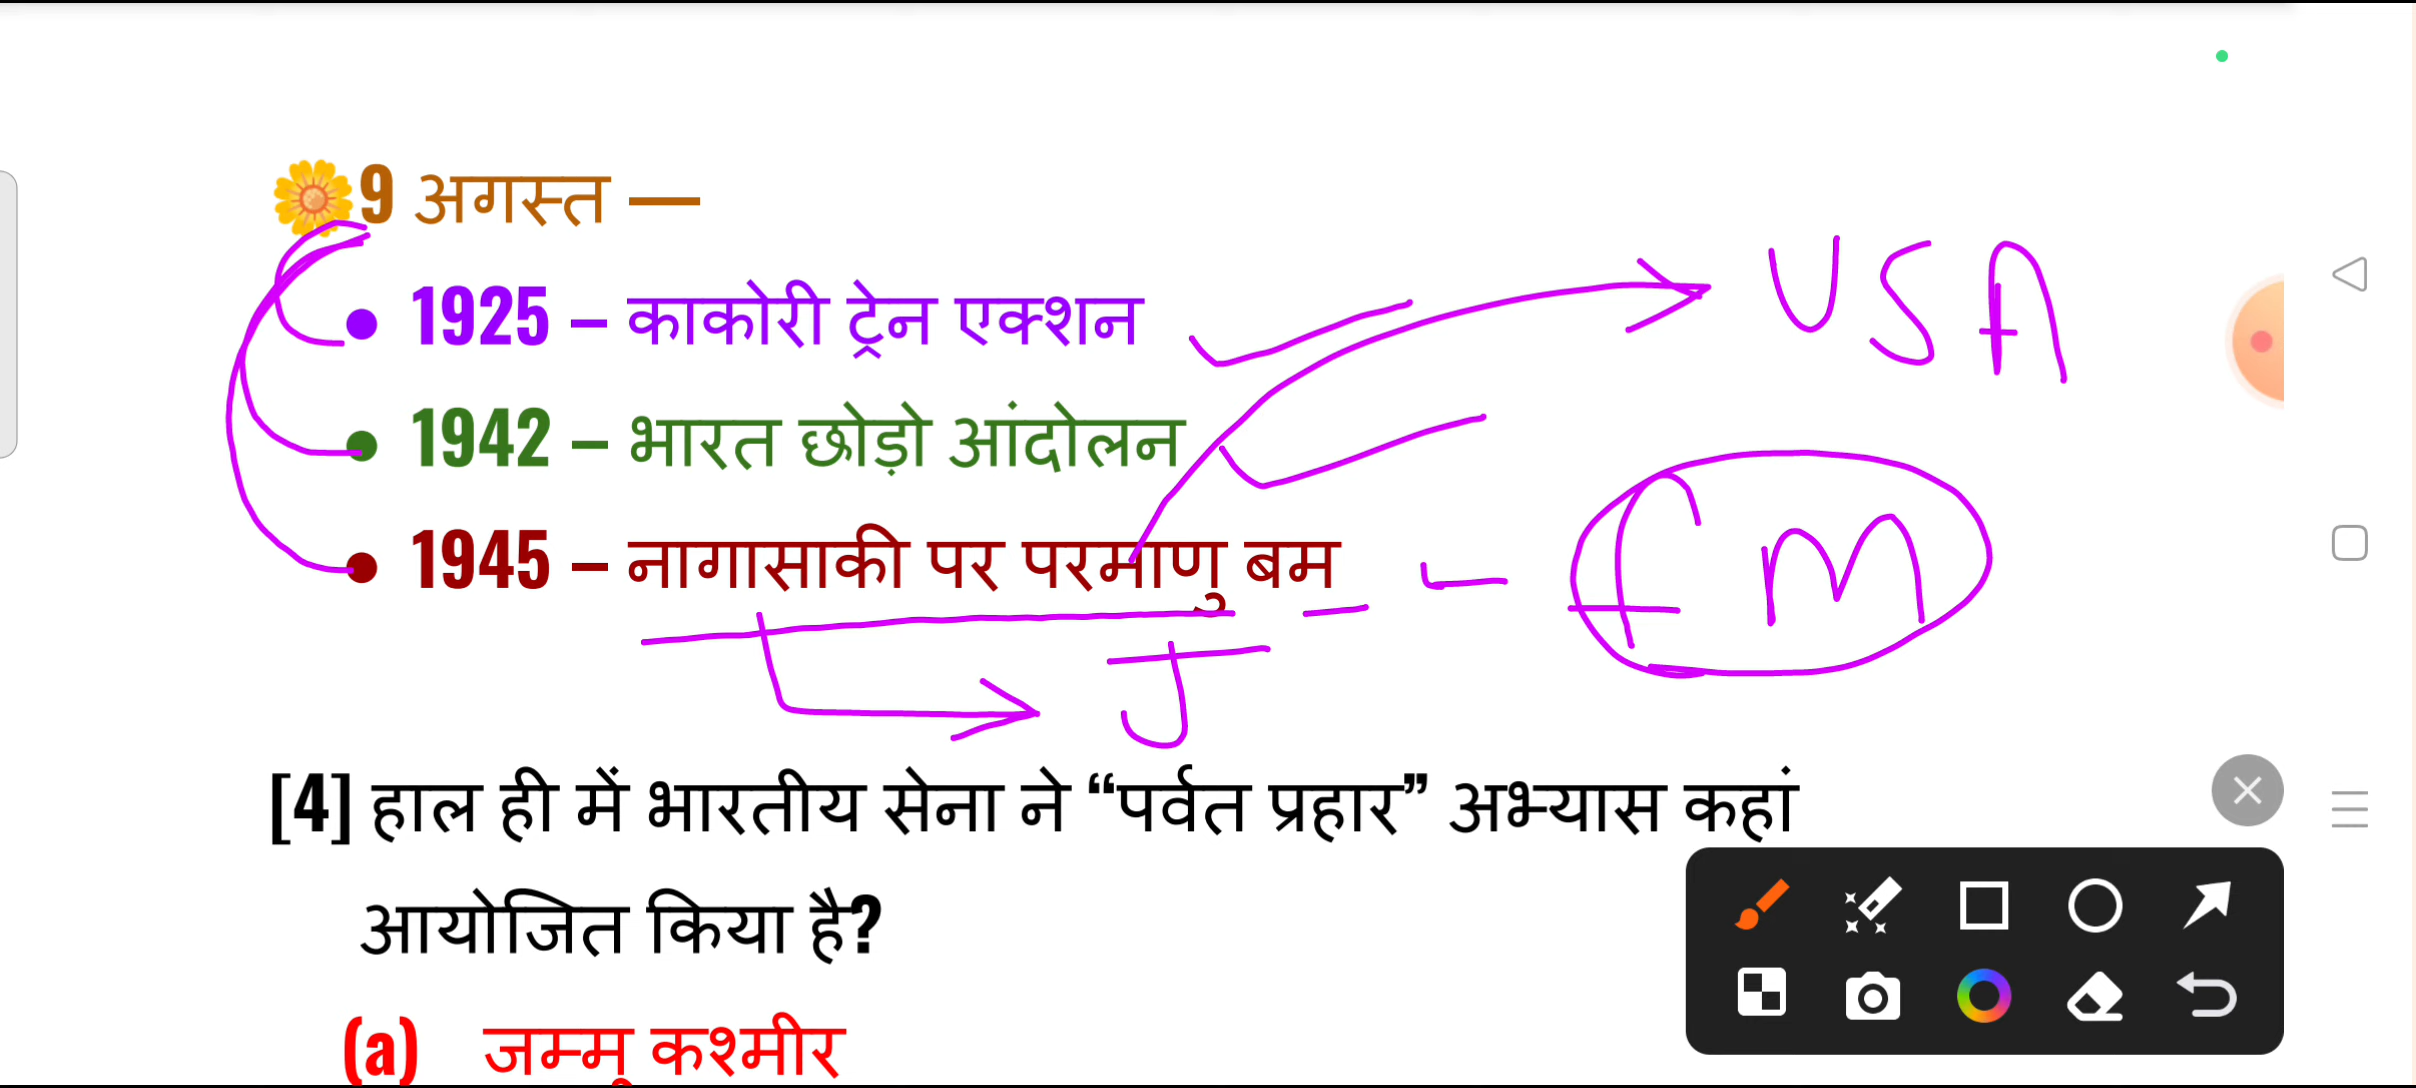 9 अगस्त —
• 1925 – काकोरी ट्रेन एक्शन
USA
• 1942 – भारत छोड़ो आंदोलन
• 1945 – नागासाकी पर परमाणु बम
fm
J
[4] हाल ही में भारतीय सेना ने “पर्वत प्रहार” अभ्यास कहां
आयोजित किया है?
(a) जम्मू कश्मीर